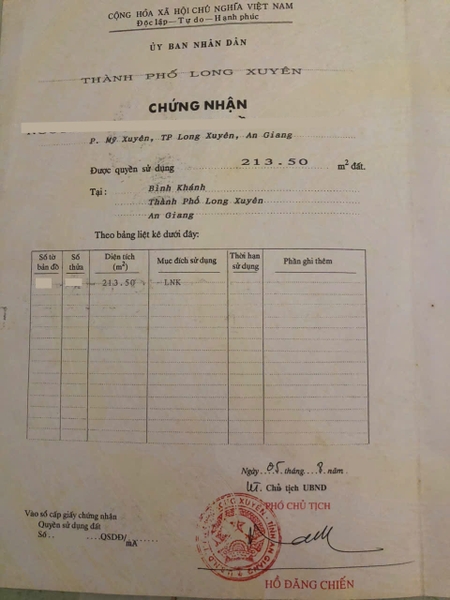 CỘNG HÒA XÃ HỘI CHỦ NGHĨA VIỆT NAM
Độc lập - Tự do - Hạnh phúc
ỦY BAN NHÂN DÂN
THÀNH PHỐ LONG XUYÊN
CHỨNG NHẬN
P. Mỹ Xuyên, TP Long Xuyên, An Giang
Được quyền sử dụng 213.50 m² đất.
Tại: Bình Khánh
Thành Phố Long Xuyên
An Giang
Theo bảng liệt kê dưới đây:
Số tờ bản đồ Số thửa Diện tích (m²) Mục đích sử dụng Thời hạn sử dụng Phần ghi thêm
213.50 LNK
Ngày 05 tháng 8 năm
KT. Chủ tịch UBND
PHÓ CHỦ TỊCH
Vào sổ cấp giấy chứng nhận
Quyền sử dụng đất
Số QSDĐ/
HỒ ĐĂNG CHIẾN